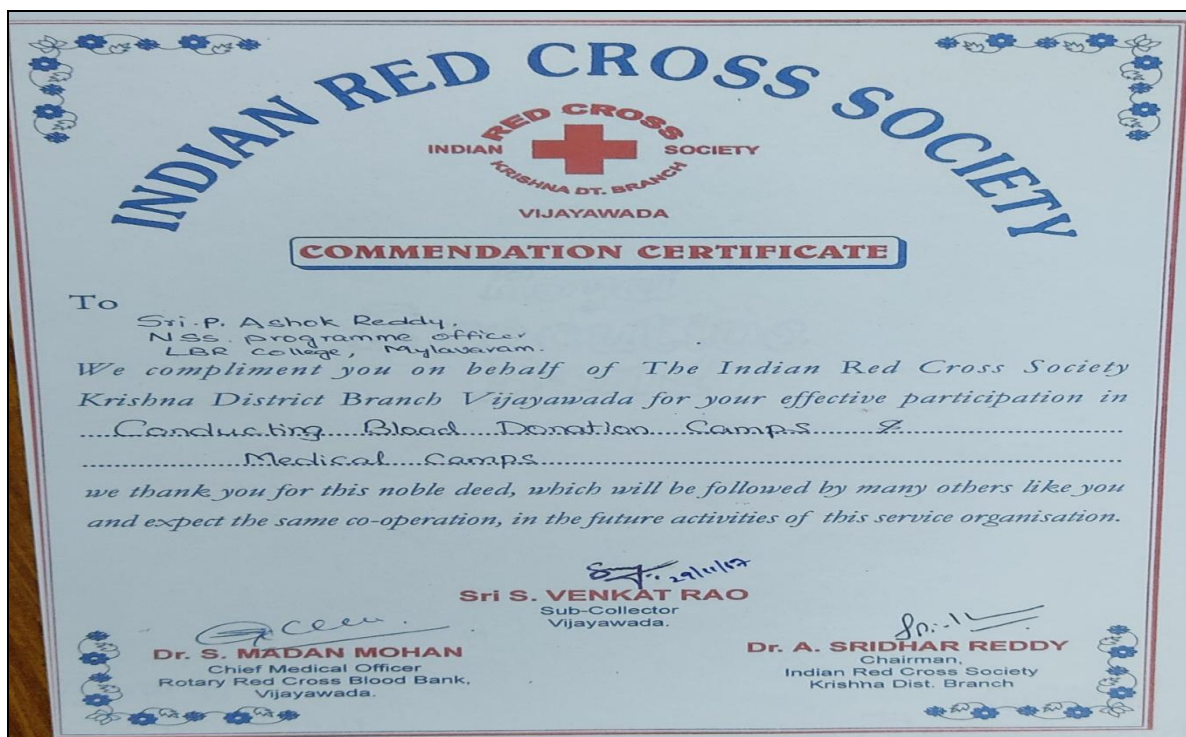 INDIAN RED CROSS SOCIETY
RED CROSS
INDIAN SOCIETY
KRISHNA DT. BRANCH
VIJAYAWADA
COMMENDATION CERTIFICATE
To
Sri. P. Ashok Reddy,
NSS. programme officer
LBR College, Mylavaram.
We compliment you on behalf of The Indian Red Cross Society
Krishna District Branch Vijayawada for your effective participation in
Conducting Blood Donation Camps &
Medical Camps
we thank you for this noble deed, which will be followed by many others like you
and expect the same co-operation, in the future activities of this service organisation.
29/11/17
Sri S. VENKAT RAO
Sub-Collector
Vijayawada.
Dr. S. MADAN MOHAN
Chief Medical Officer
Rotary Red Cross Blood Bank,
Vijayawada.
Dr. A. SRIDHAR REDDY
Chairman,
Indian Red Cross Society
Krishna Dist. Branch